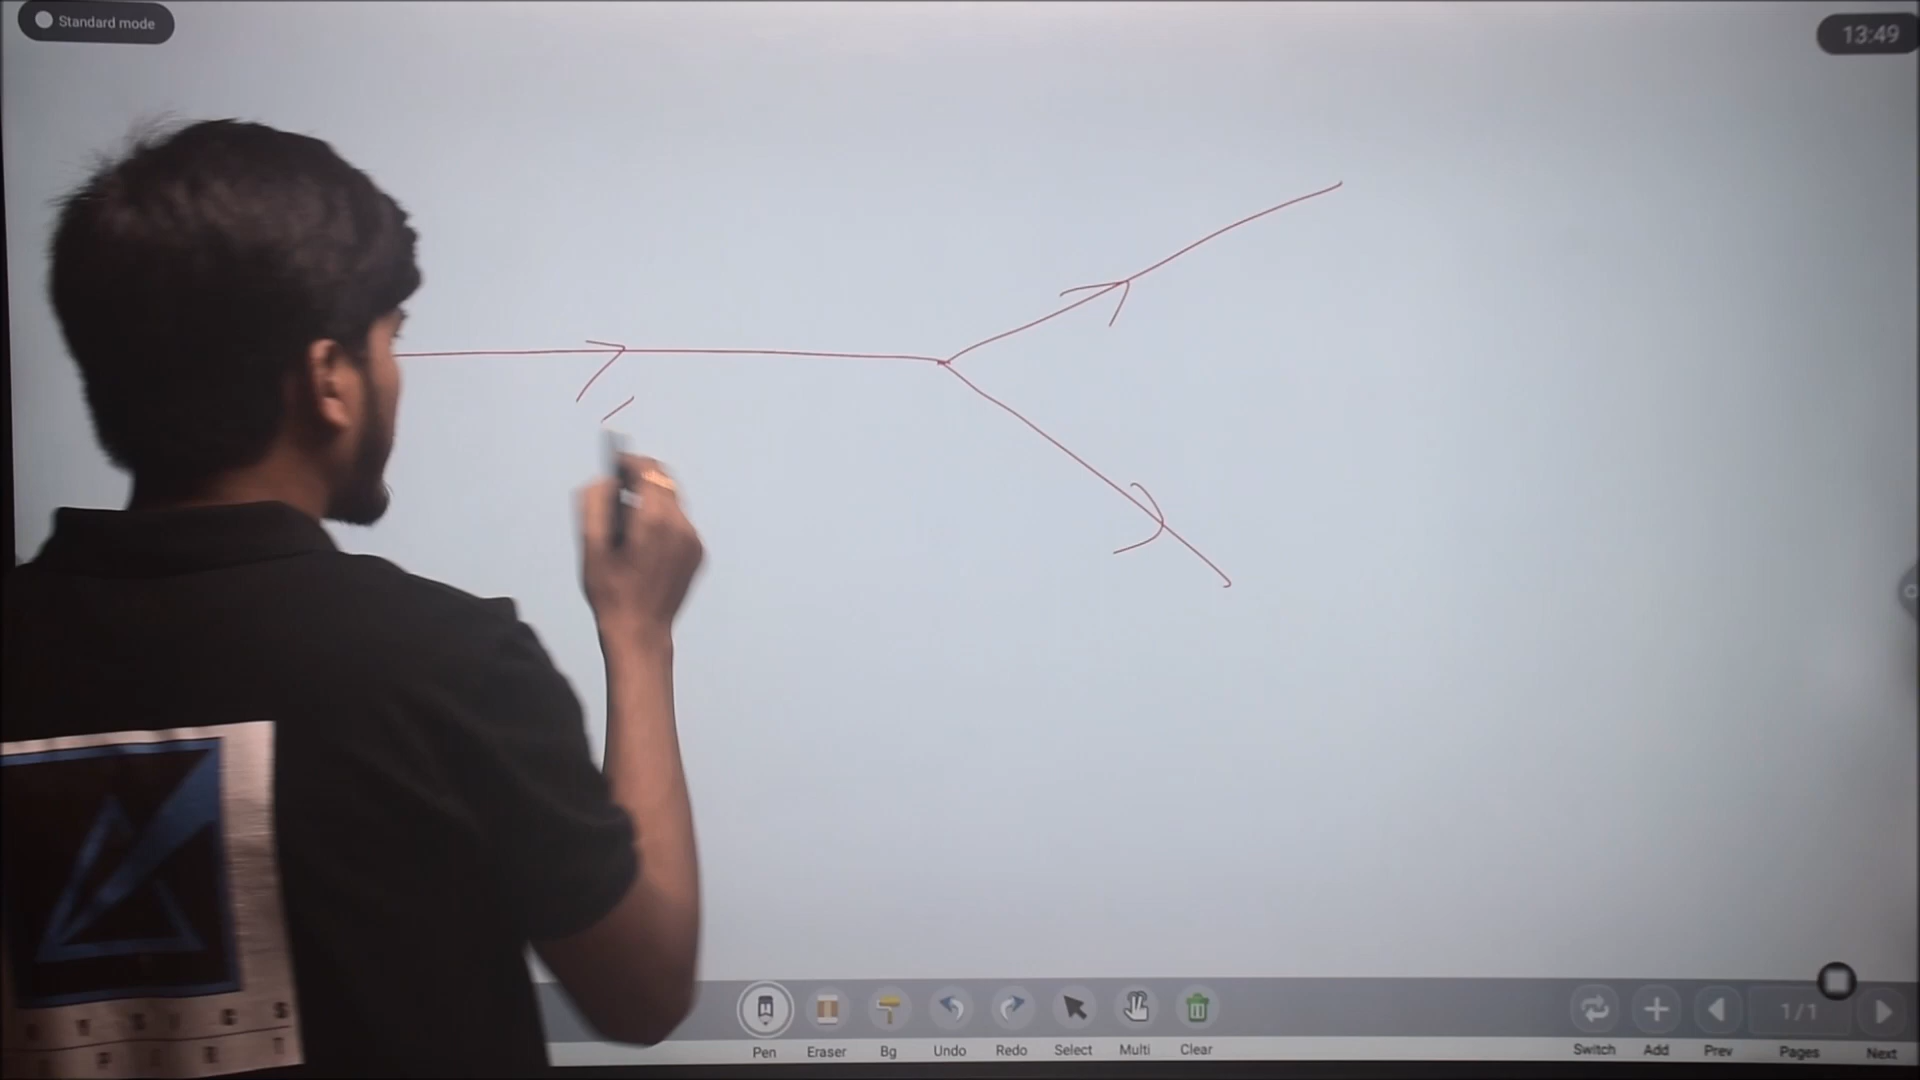 Standard mode
13:49
Pen Eraser Bg Undo Redo Select Multi Clear
1/1
Switch Add Prev Pages Next